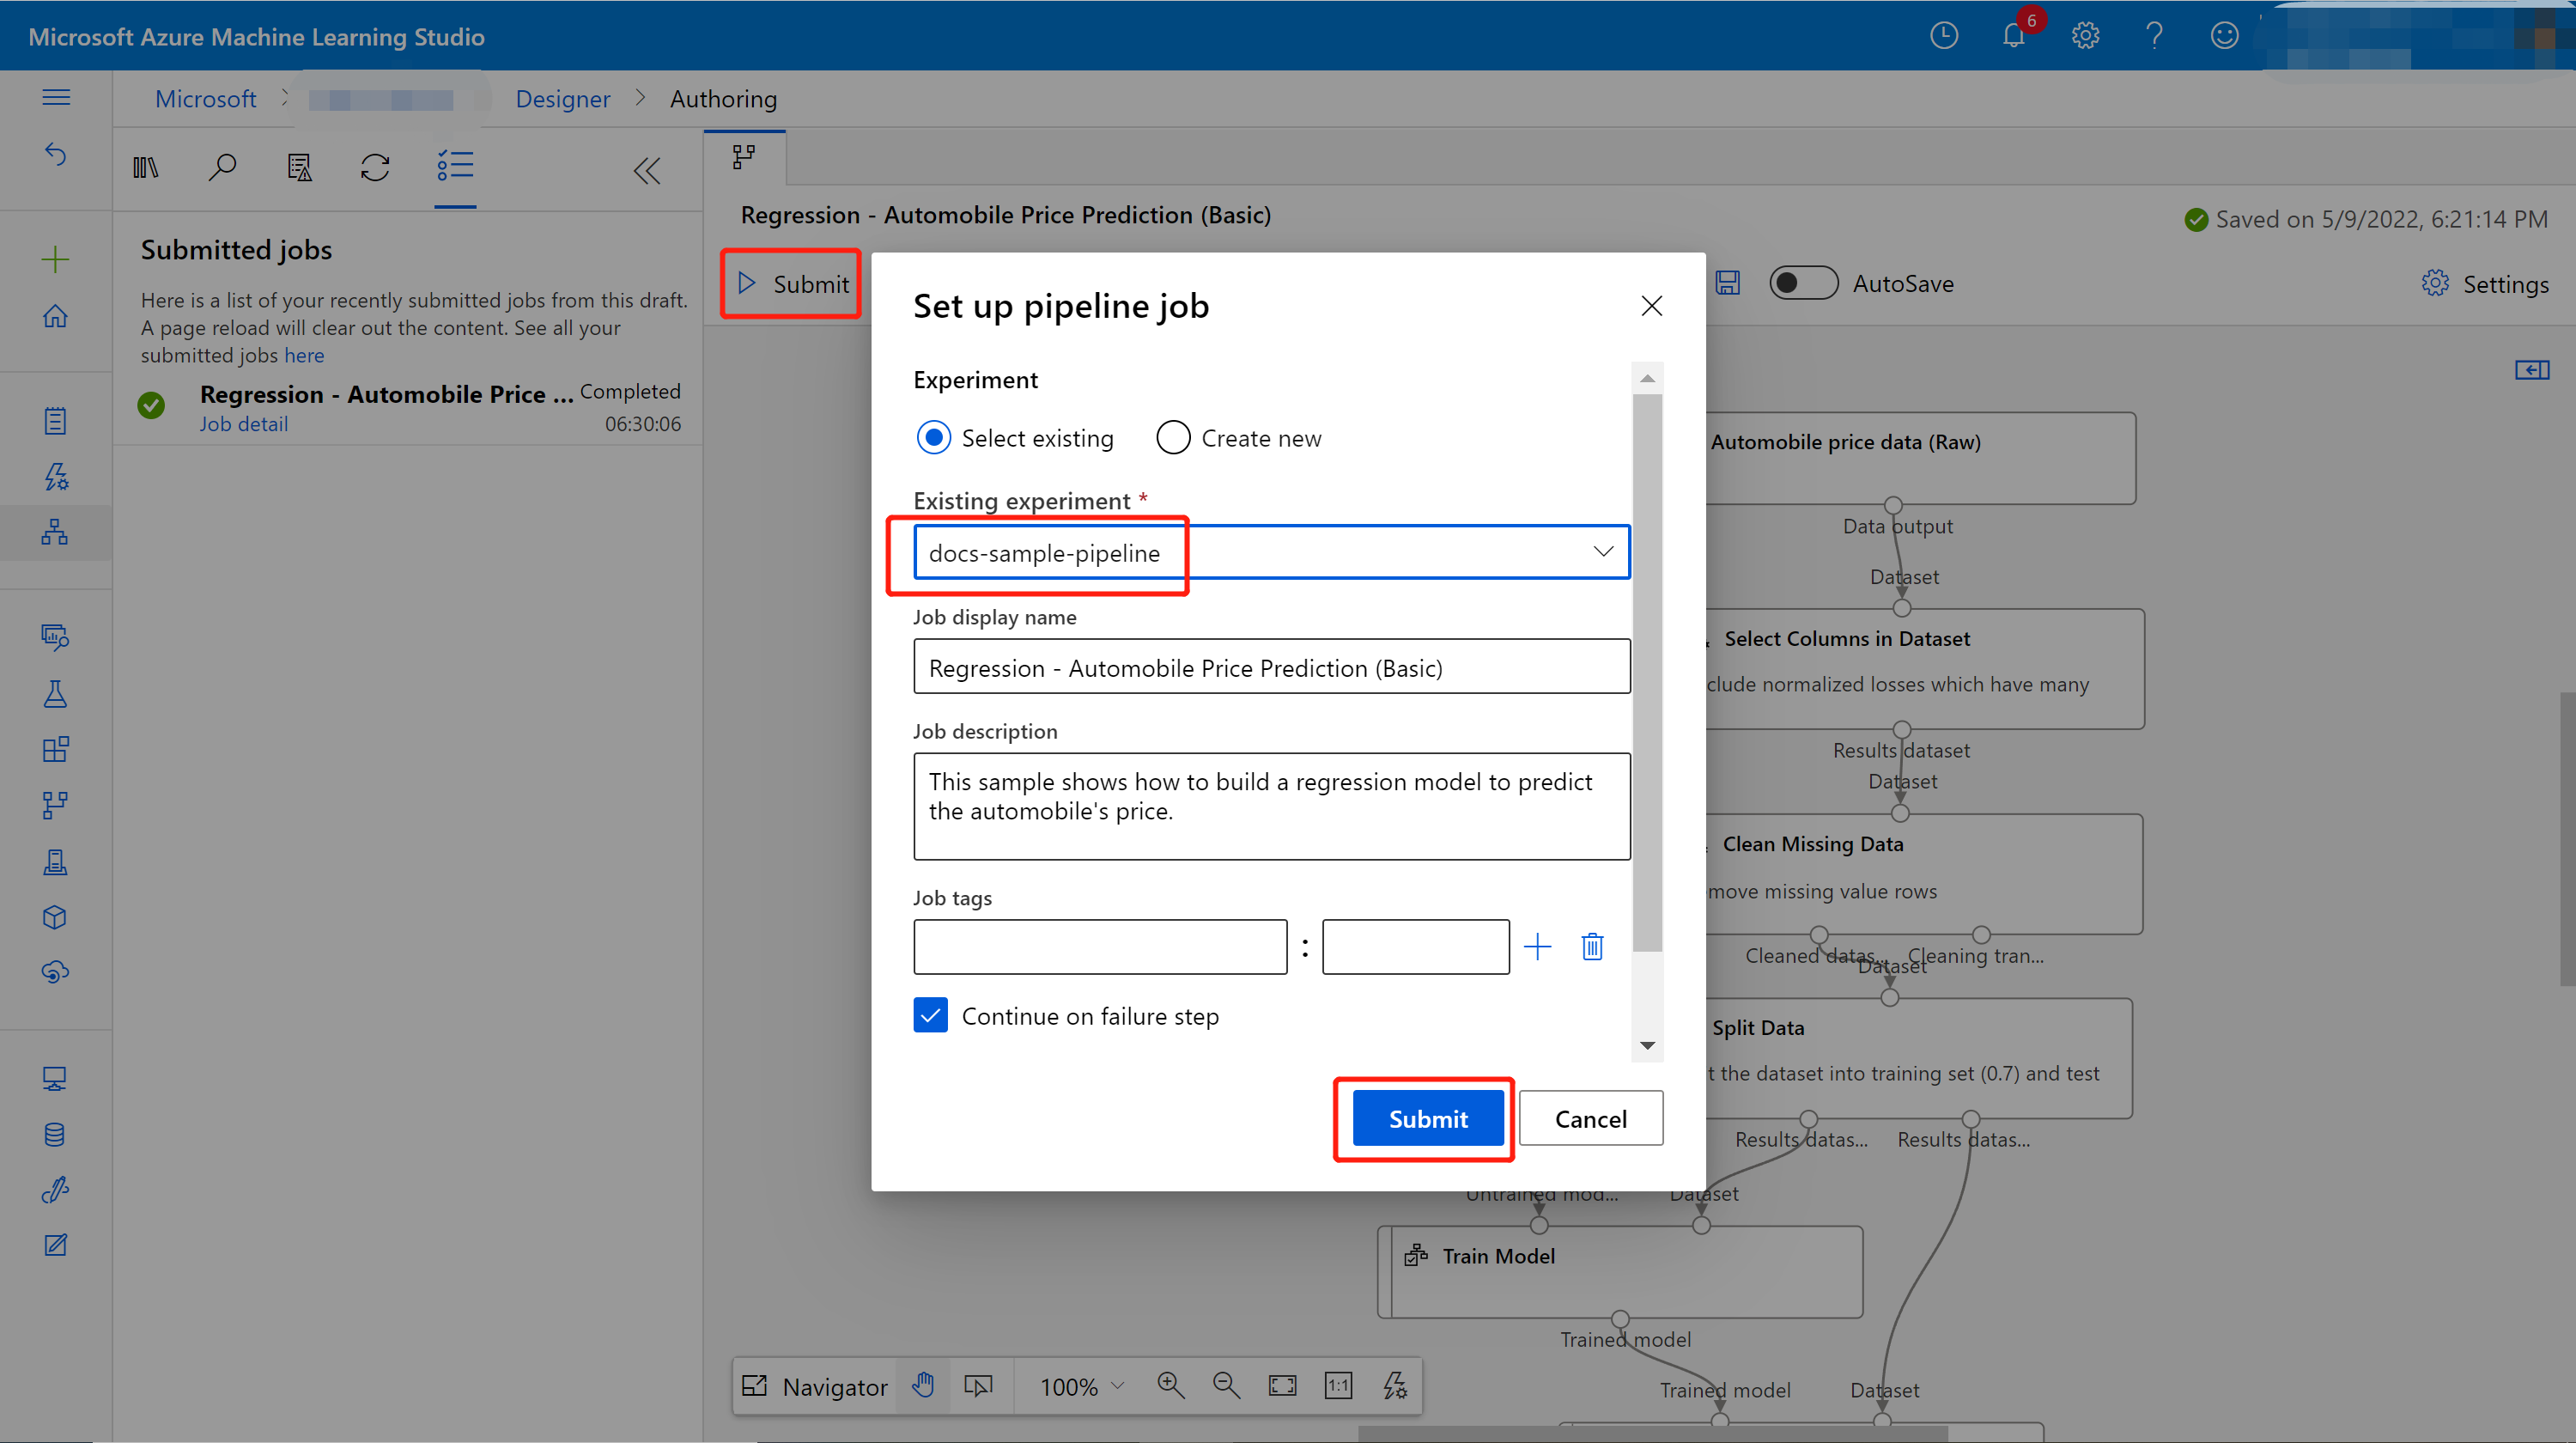 Microsoft Azure Machine Learning Studio
6
Microsoft
Designer
Authoring
Regression - Automobile Price Prediction (Basic)
Saved on 5/9/2022, 6:21:14 PM
Submit
AutoSave
Settings
Submitted jobs
Here is a list of your recently submitted jobs from this draft.
A page reload will clear out the content. See all your
submitted jobs here
Regression - Automobile Price ... Completed
Job detail 06:30:06
Set up pipeline job
Experiment
Select existing
Create new
Existing experiment *
docs-sample-pipeline
Job display name
Regression - Automobile Price Prediction (Basic)
Job description
This sample shows how to build a regression model to predict
the automobile's price.
Job tags
:
Continue on failure step
Submit
Cancel
Automobile price data (Raw)
Data output
Dataset
Select Columns in Dataset
clude normalized losses which have many
Results dataset
Dataset
Clean Missing Data
move missing value rows
Cleaned datas...
Cleaning tran...
Dataset
Split Data
t the dataset into training set (0.7) and test
Results datas...
Results datas...
Untrained mod...
Dataset
Train Model
Trained model
Trained model
Dataset
Navigator
100%
1:1